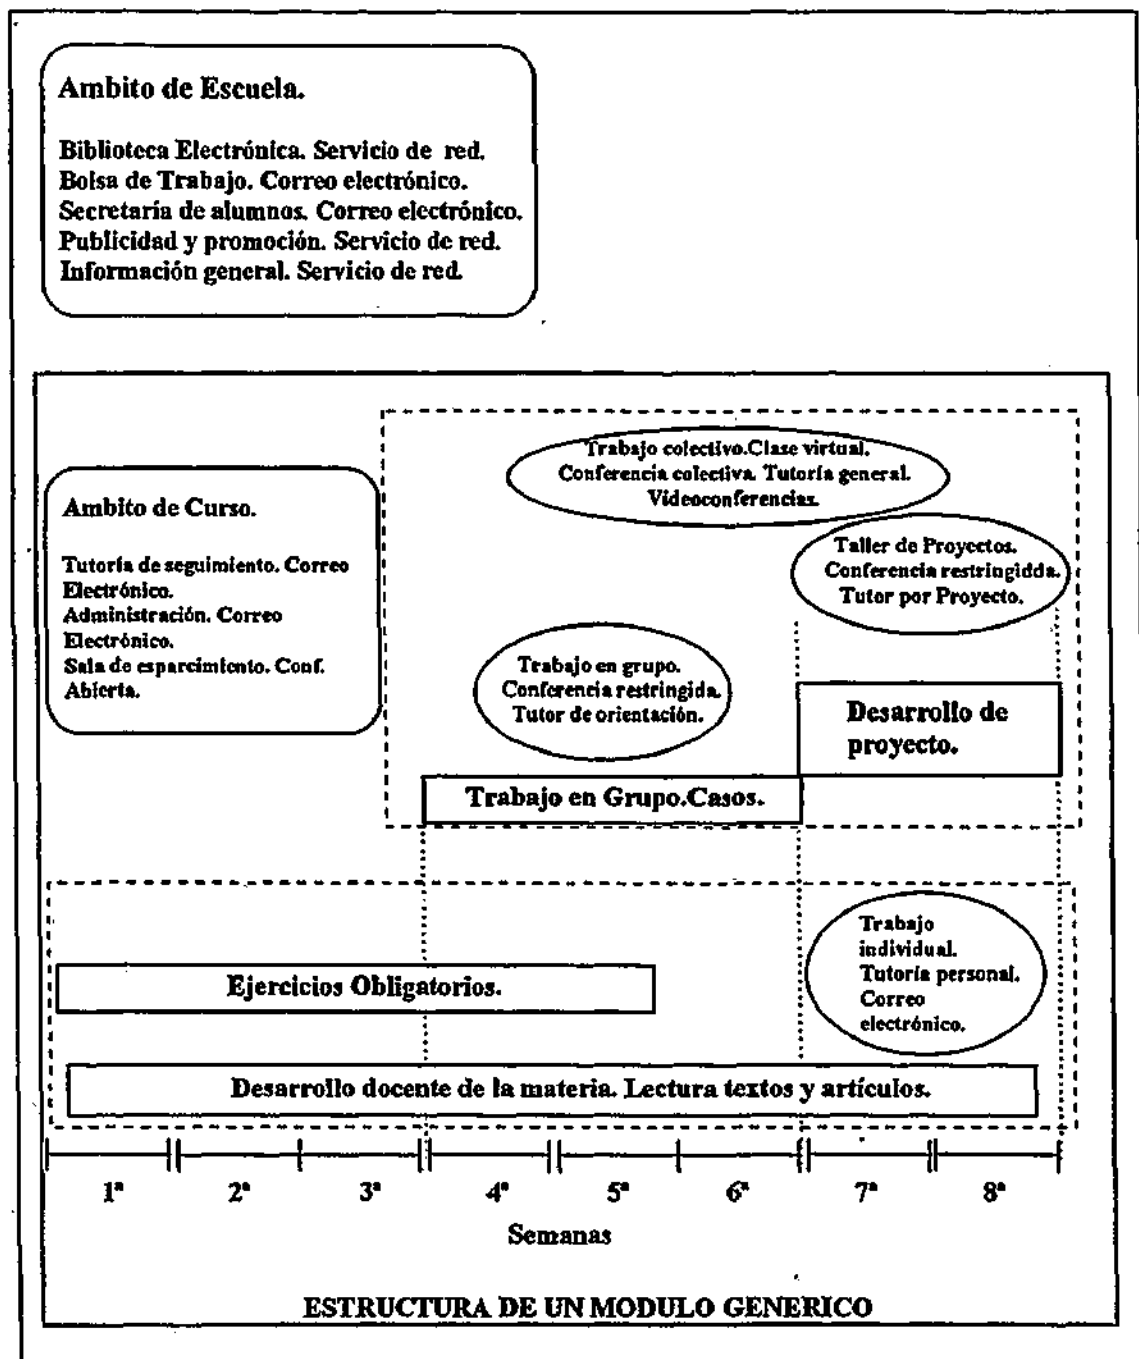 Ambito de Escuela.
Biblioteca Electrónica. Servicio de red.
Bolsa de Trabajo. Correo electrónico.
Secretaría de alumnos. Correo electrónico.
Publicidad y promoción. Servicio de red.
Información general. Servicio de red.
Trabajo colectivo.Clase virtual.
Conferencia colectiva. Tutoría general.
Videoconferencias.
Ambito de Curso.
Tutoría de seguimiento. Correo
Electrónico.
Administración. Correo
Electrónico.
Sala de esparcimiento. Conf.
Abierta.
Taller de Proyectos.
Conferencia restringidda.
Tutor por Proyecto.
Trabajo en grupo.
Conferencia restringida.
Tutor de orientación.
Desarrollo de
proyecto.
Trabajo en Grupo.Casos.
Trabajo
individual.
Tutoría personal.
Correo
electrónico.
Ejercicios Obligatorios.
Desarrollo docente de la materia. Lectura textos y artículos.
1ª 2ª 3ª 4ª 5ª 6ª 7ª 8ª
Semanas
ESTRUCTURA DE UN MODULO GENERICO